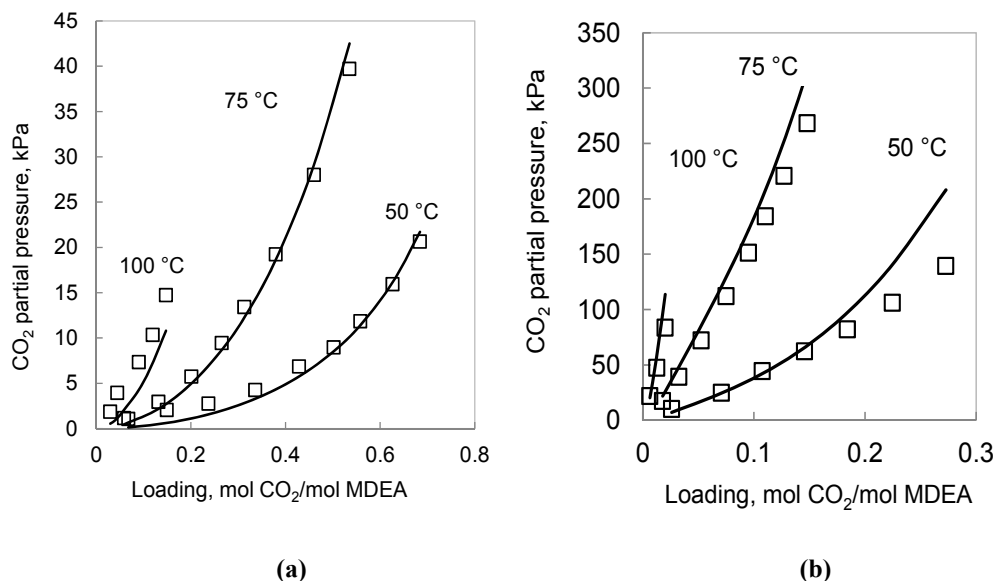 45
40
35
30
25
20
15
10
5
0
CO₂ partial pressure, kPa
75 °C
50 °C
100 °C
0 0.2 0.4 0.6 0.8
Loading, mol CO₂/mol MDEA
(a)
350
300
250
200
150
100
50
0
CO₂ partial pressure, kPa
75 °C
100 °C
50 °C
0 0.1 0.2 0.3
Loading, mol CO₂/mol MDEA
(b)